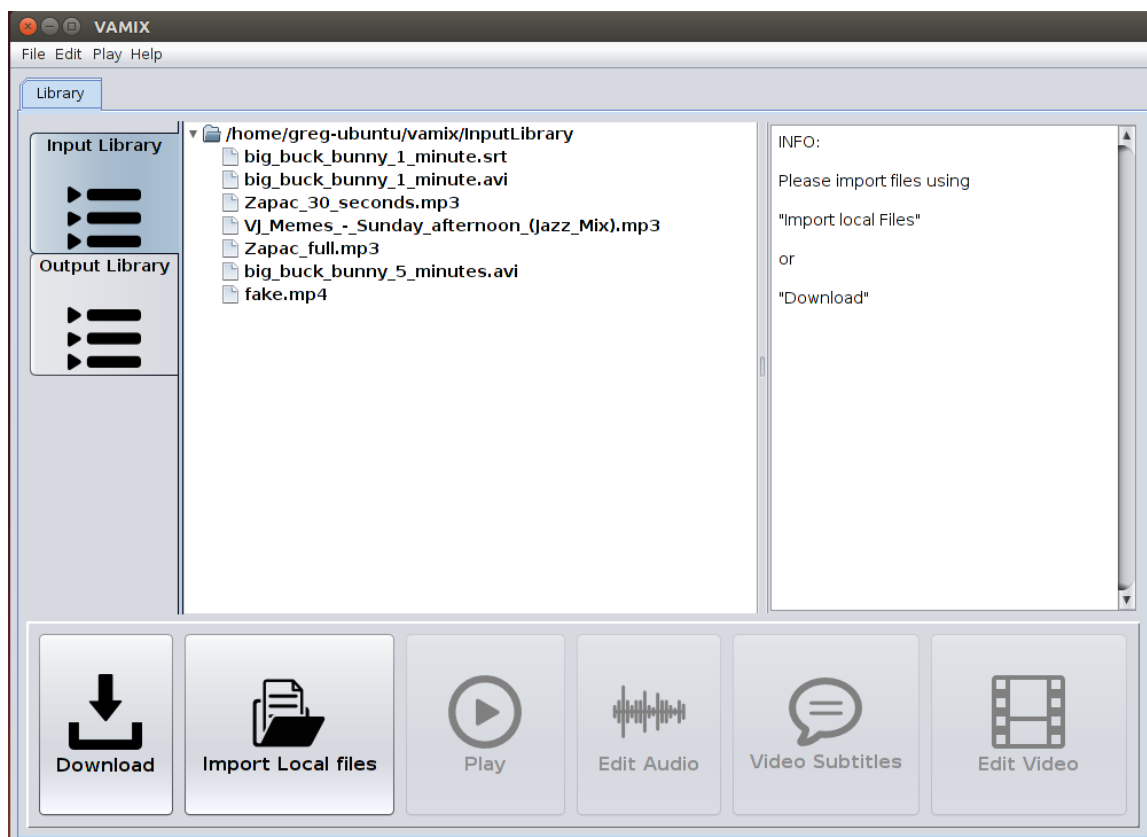 VAMIX
File Edit Play Help
Library
Input Library
Output Library
/home/greg-ubuntu/vamix/InputLibrary
big_buck_bunny_1_minute.srt
big_buck_bunny_1_minute.avi
Zapac_30_seconds.mp3
VJ_Memes_-_Sunday_afternoon_(Jazz_Mix).mp3
Zapac_full.mp3
big_buck_bunny_5_minutes.avi
fake.mp4
INFO:
Please import files using
"Import local Files"
or
"Download"
Download
Import Local files
Play
Edit Audio
Video Subtitles
Edit Video